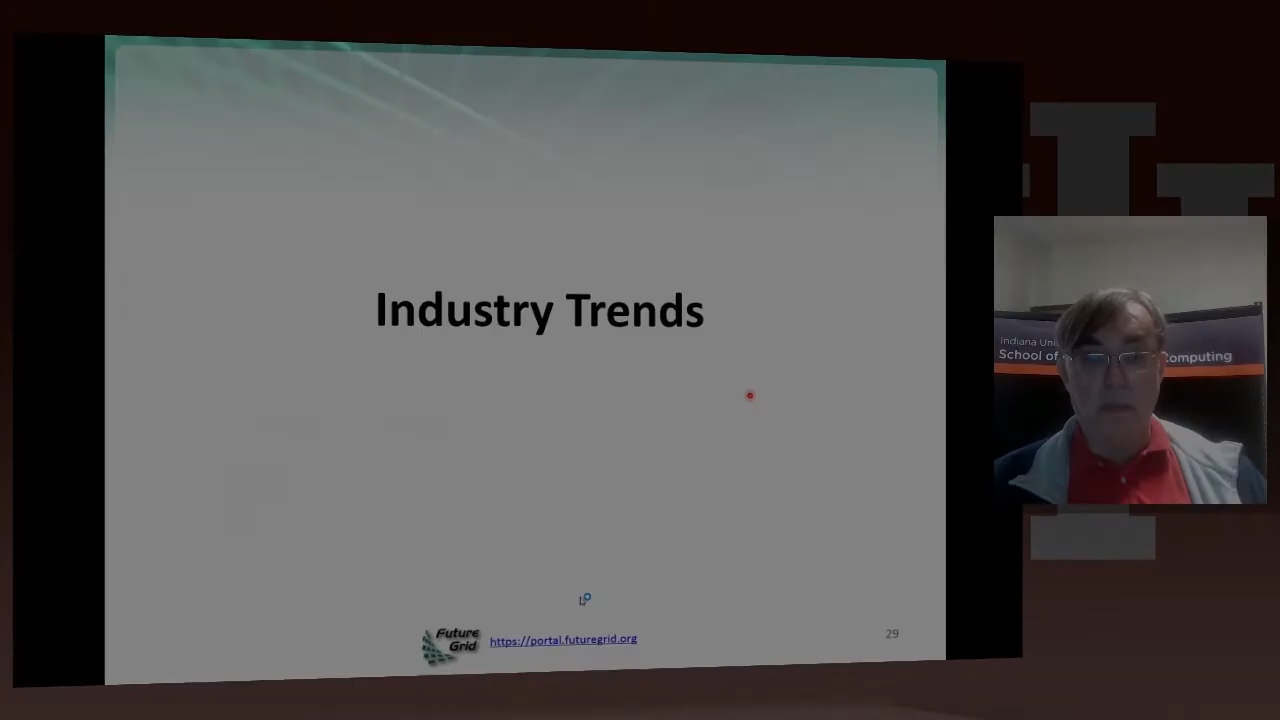 Industry Trends
Indiana Uni
School of
Computing
Future
Grid
https://portal.futuregrid.org
29